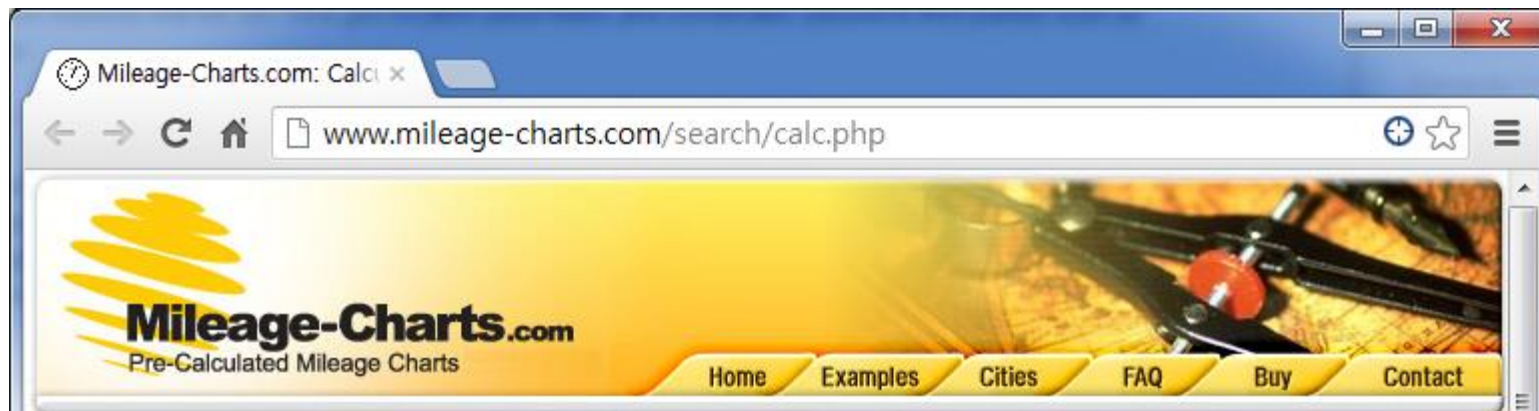 Mileage-Charts.com: Calcu
www.mileage-charts.com/search/calc.php
Mileage-Charts.com
Pre-Calculated Mileage Charts
Home Examples Cities FAQ Buy Contact